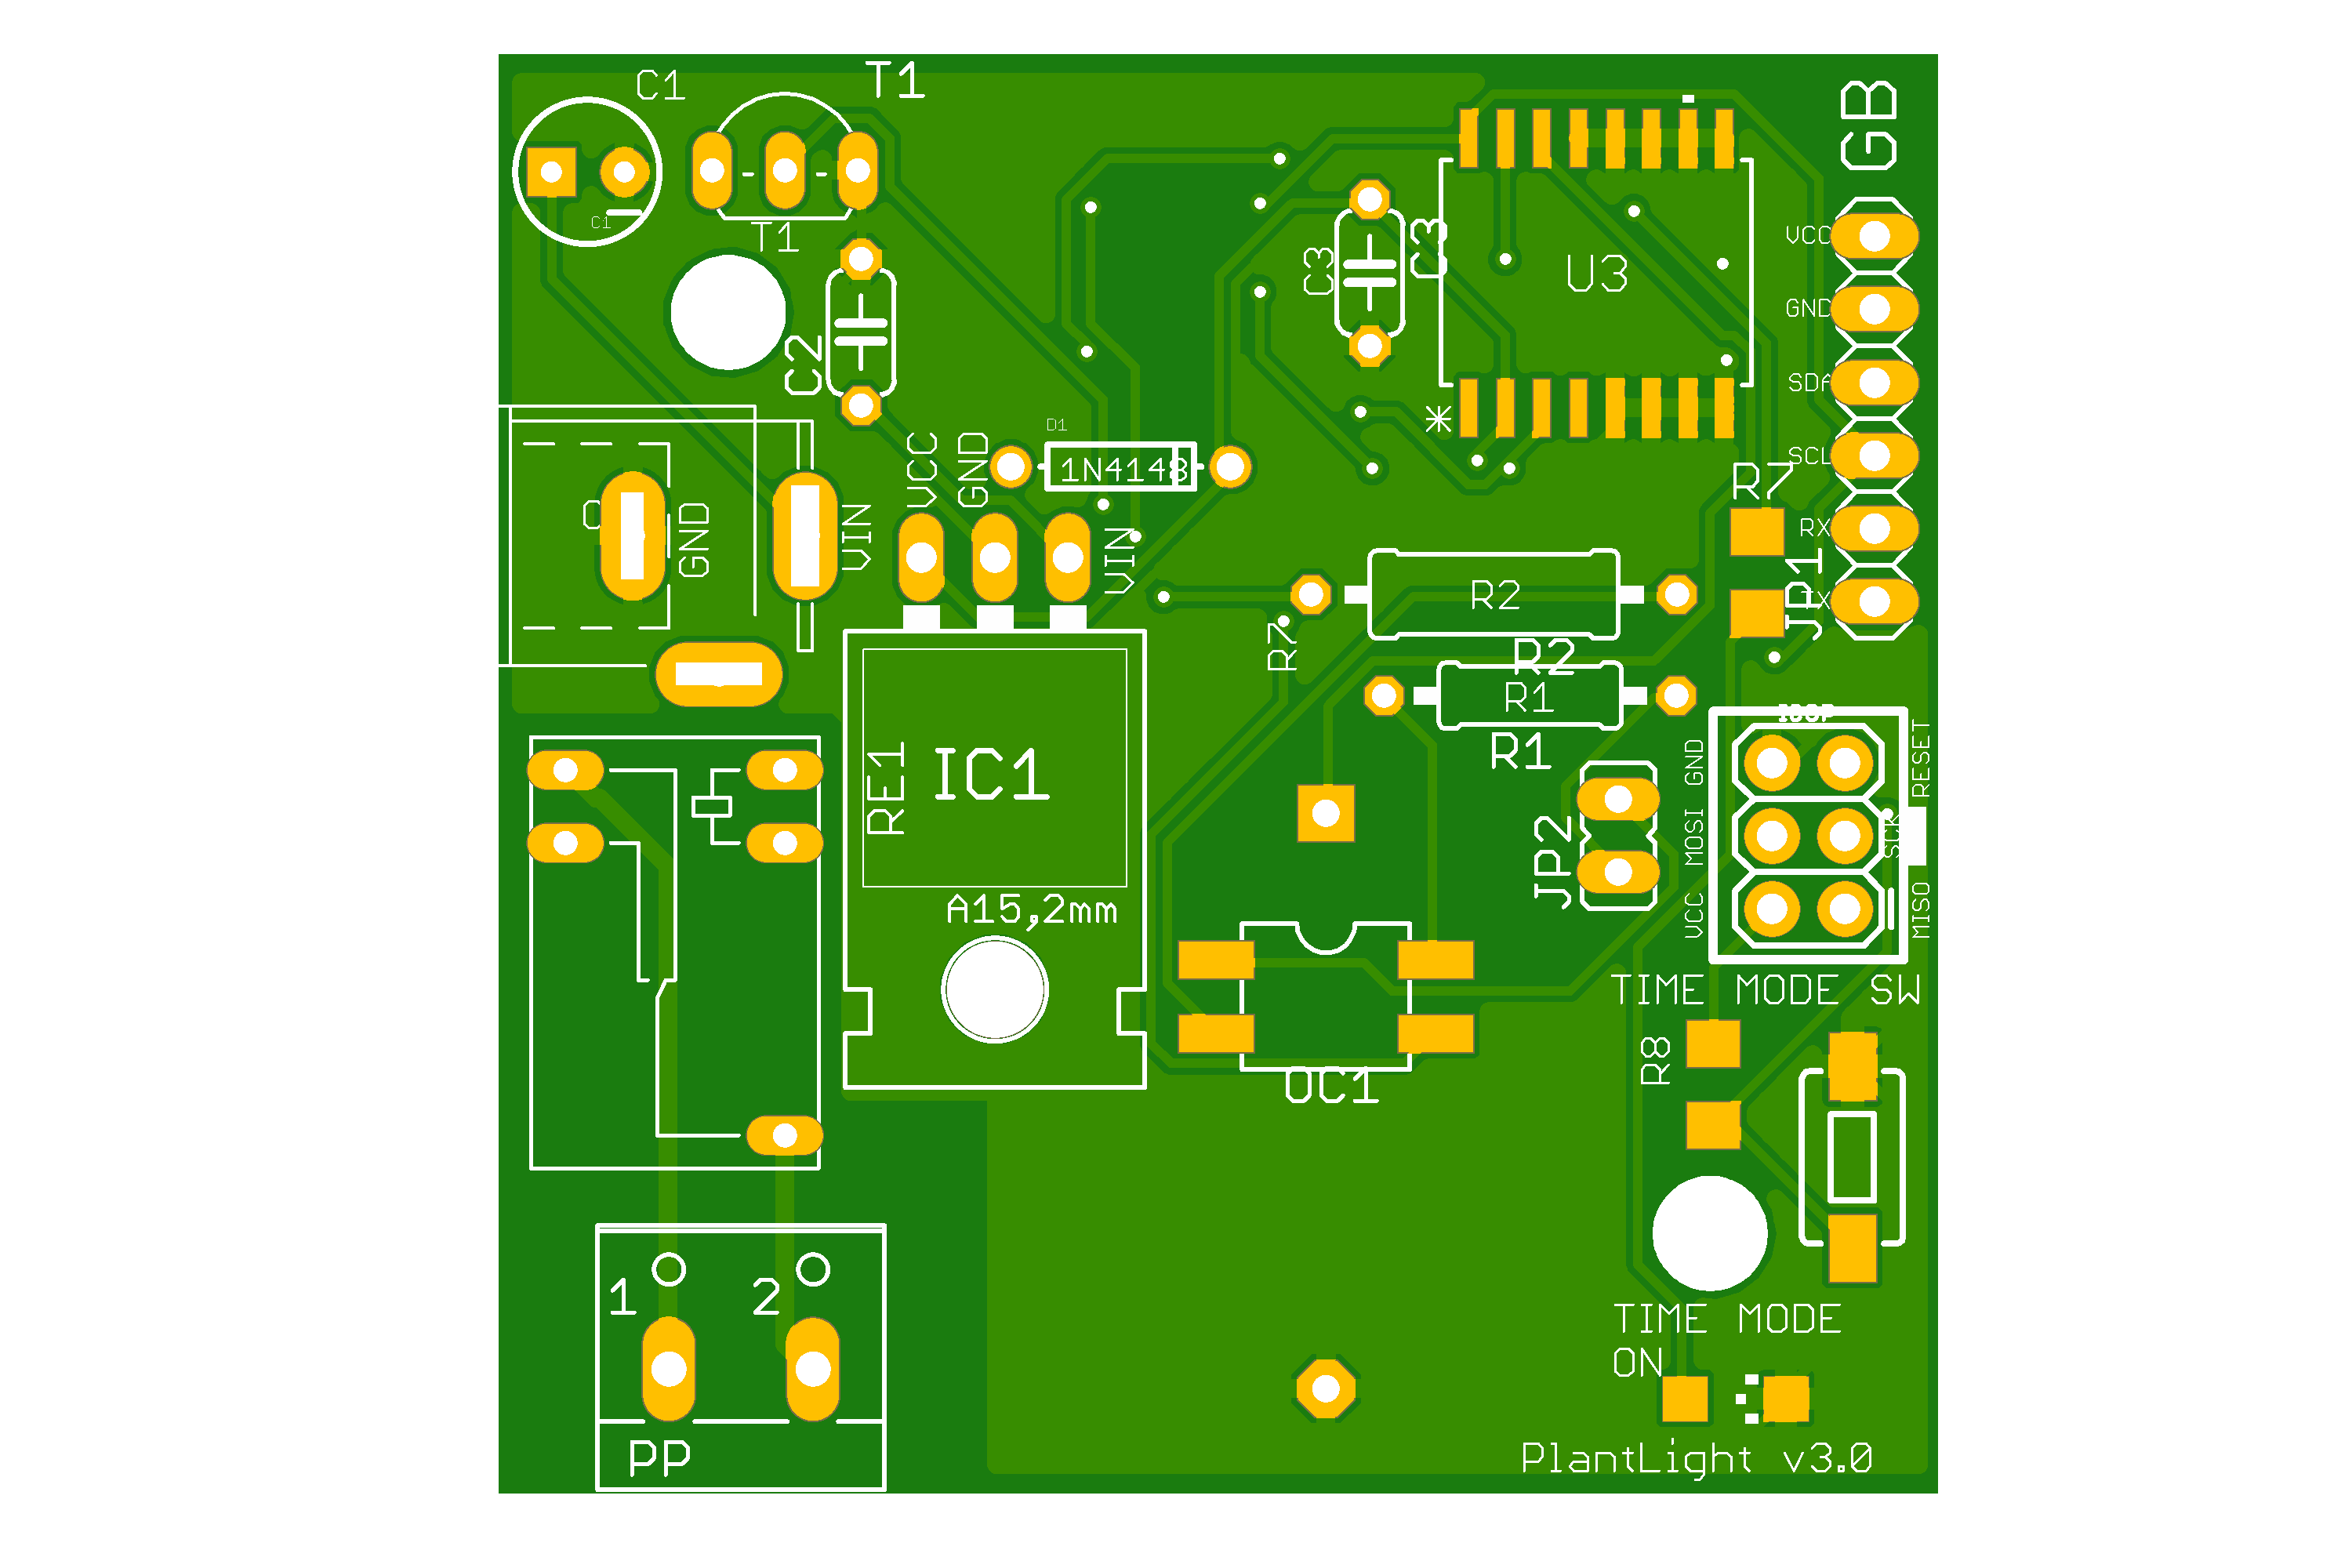 C1
T1
GB
C1
T1
VCC
C3
C3
U3
GND
C2
SDA
D1
VCC
GND
1N4148
SCL
R7
GND
VIN
VIN
RX
JP1
TX
R2
R7
R2
R1
R1
ISCP
RESET
GND
RE1
IC1
MOSI
SCK
JP2
A15,2mm
VCC
MISO
TIME MODE SW
R8
OC1
1
2
TIME MODE
ON
PP
PlantLight v3.0